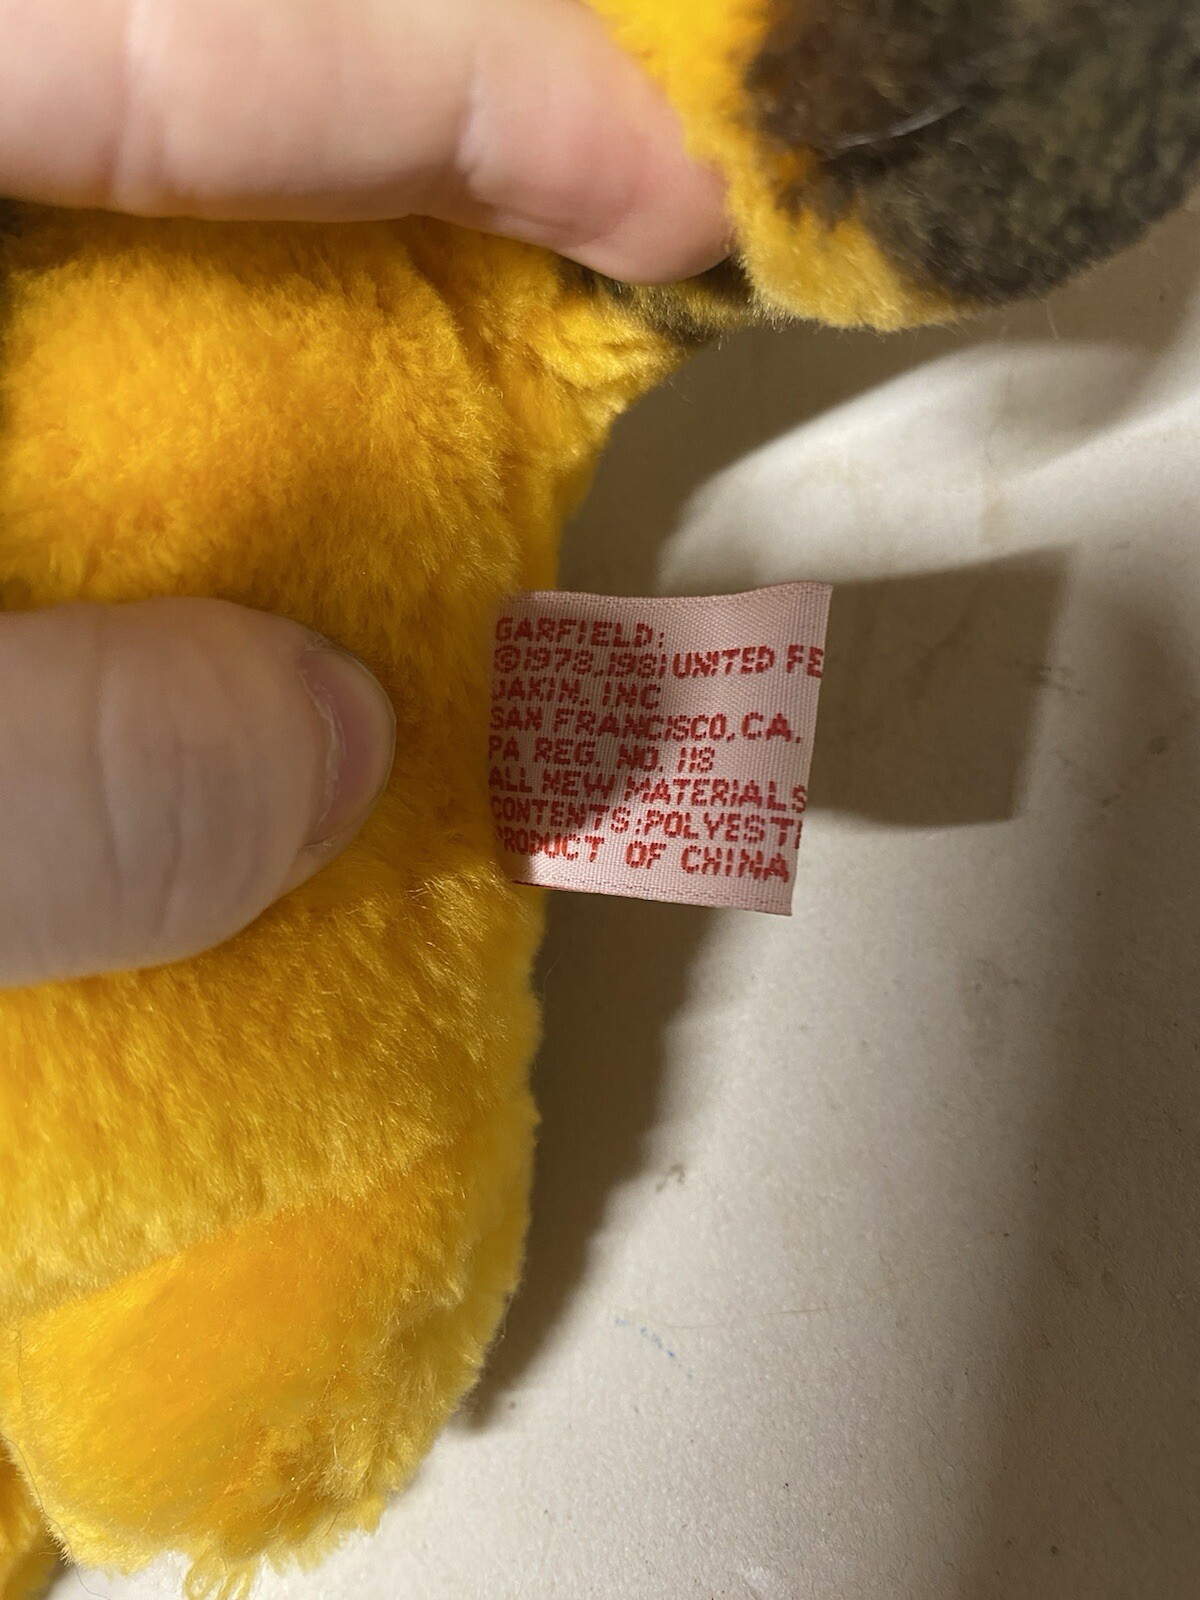 GARFIELD:
©1978,1981 UNITED FE
DAKIN, INC
SAN FRANCISCO, CA.
PA REG. NO. 118
ALL NEW MATERIALS
CONTENTS:POLYEST
PRODUCT OF CHINA